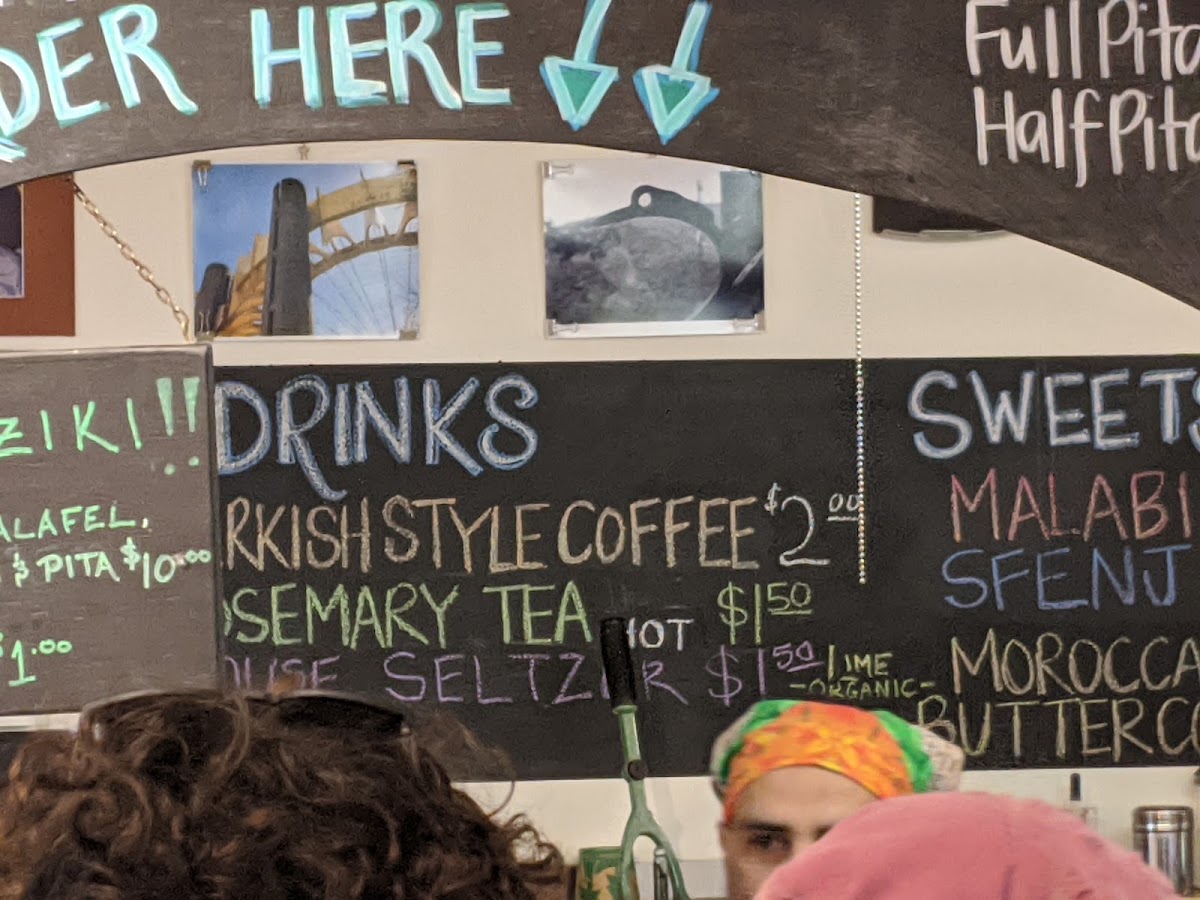 DER HERE
Full Pita
Half Pita
ZIKI!!
ALAFEL,
& PITA $10.00
$1.00
DRINKS
RKISH STYLE COFFEE $2.00
SEMARY TEA HOT $1.50
OUSE SELTZER $1.50 LIME
-ORGANIC-
SWEETS
MALABI
SFENJ
MOROCCA
BUTTERCO